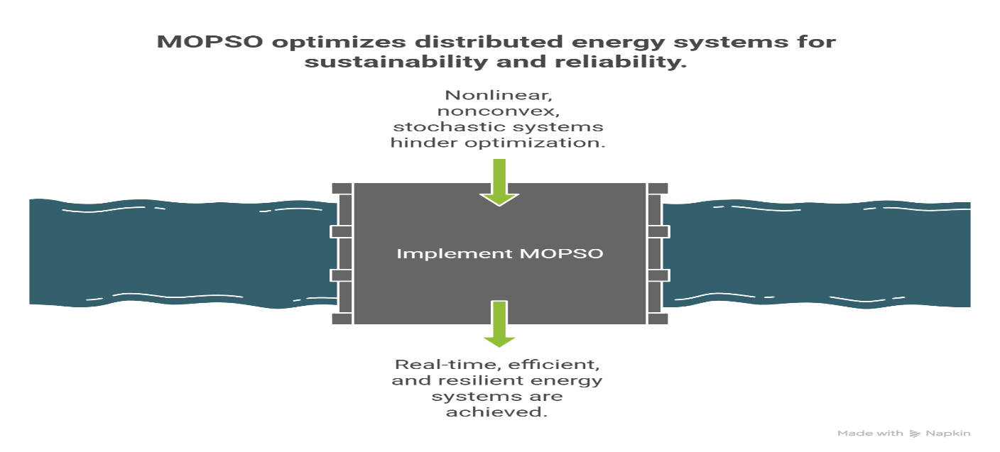 MOPSO optimizes distributed energy systems for
sustainability and reliability.
Nonlinear,
nonconvex,
stochastic systems
hinder optimization.
Implement MOPSO
Real-time, efficient,
and resilient energy
systems are
achieved.
Made with Napkin